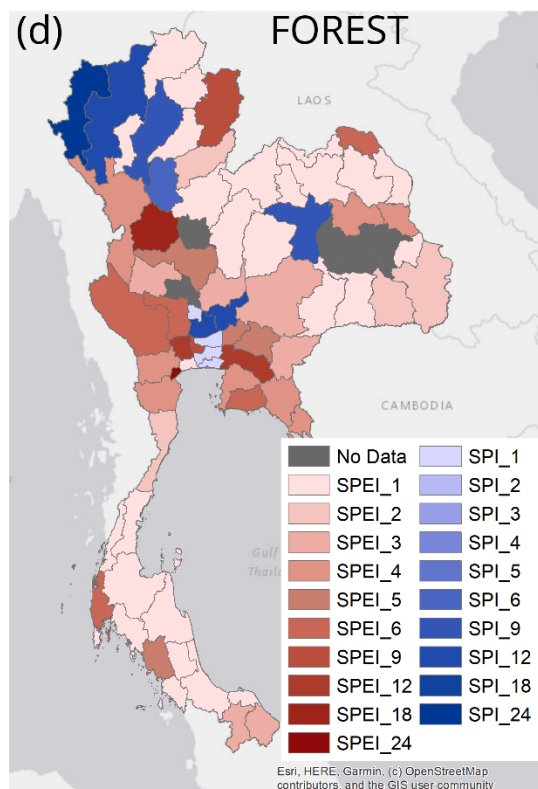 (d) FOREST
LAOS
CAMBODIA
Gulf
Thail
No Data
SPEI_1
SPEI_2
SPEI_3
SPEI_4
SPEI_5
SPEI_6
SPEI_9
SPEI_12
SPEI_18
SPEI_24
SPI_1
SPI_2
SPI_3
SPI_4
SPI_5
SPI_6
SPI_9
SPI_12
SPI_18
SPI_24
Esri, HERE, Garmin, (c) OpenStreetMap
contributors, and the GIS user community